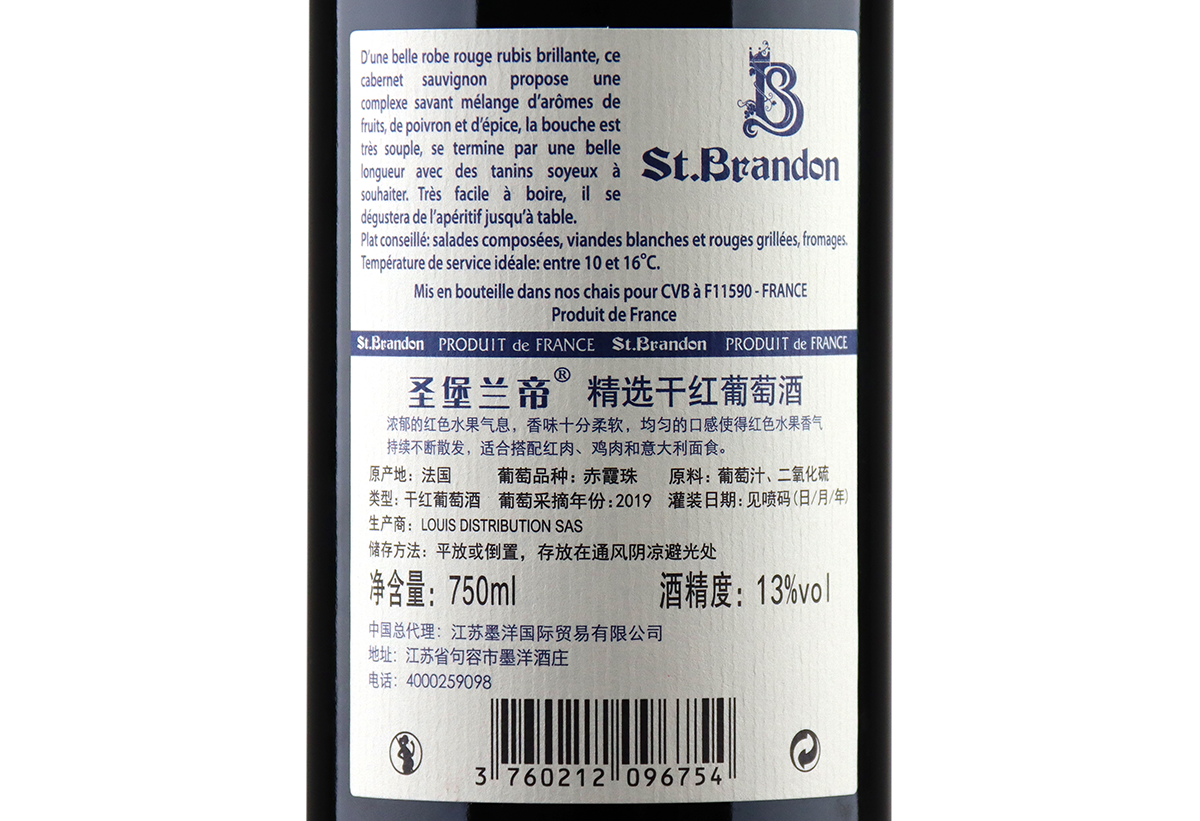 D'une belle robe rouge rubis brillante, ce
cabernet sauvignon propose une
complexe savant mélange d'arômes de
fruits, de poivron et d'épice, la bouche est
très souple, se termine par une belle
longueur avec des tanins soyeux à
souhaiter. Très facile à boire, il se
dégustera de l'apéritif jusqu'à table.
Plat conseillé: salades composées, viandes blanches et rouges grillées, fromages.
Température de service idéale: entre 10 et 16°C.
B
St.Brandon
Mis en bouteille dans nos chais pour CVB à F11590 - FRANCE
Produit de France
St.Brandon PRODUIT de FRANCE St.Brandon PRODUIT de FRANCE
圣堡兰帝® 精选干红葡萄酒
浓郁的红色水果气息，香味十分柔软，均匀的口感使得红色水果香气
持续不断散发，适合搭配红肉、鸡肉和意大利面食。
原产地: 法国 葡萄品种: 赤霞珠 原料: 葡萄汁、二氧化硫
类型: 干红葡萄酒 葡萄采摘年份: 2019 灌装日期: 见喷码(日/月/年)
生产商: LOUIS DISTRIBUTION SAS
储存方法: 平放或倒置，存放在通风阴凉避光处
净含量: 750ml 酒精度: 13%vol
中国总代理: 江苏墨洋国际贸易有限公司
地址: 江苏省句容市墨洋酒庄
电话: 4000259098
3 760212 096754